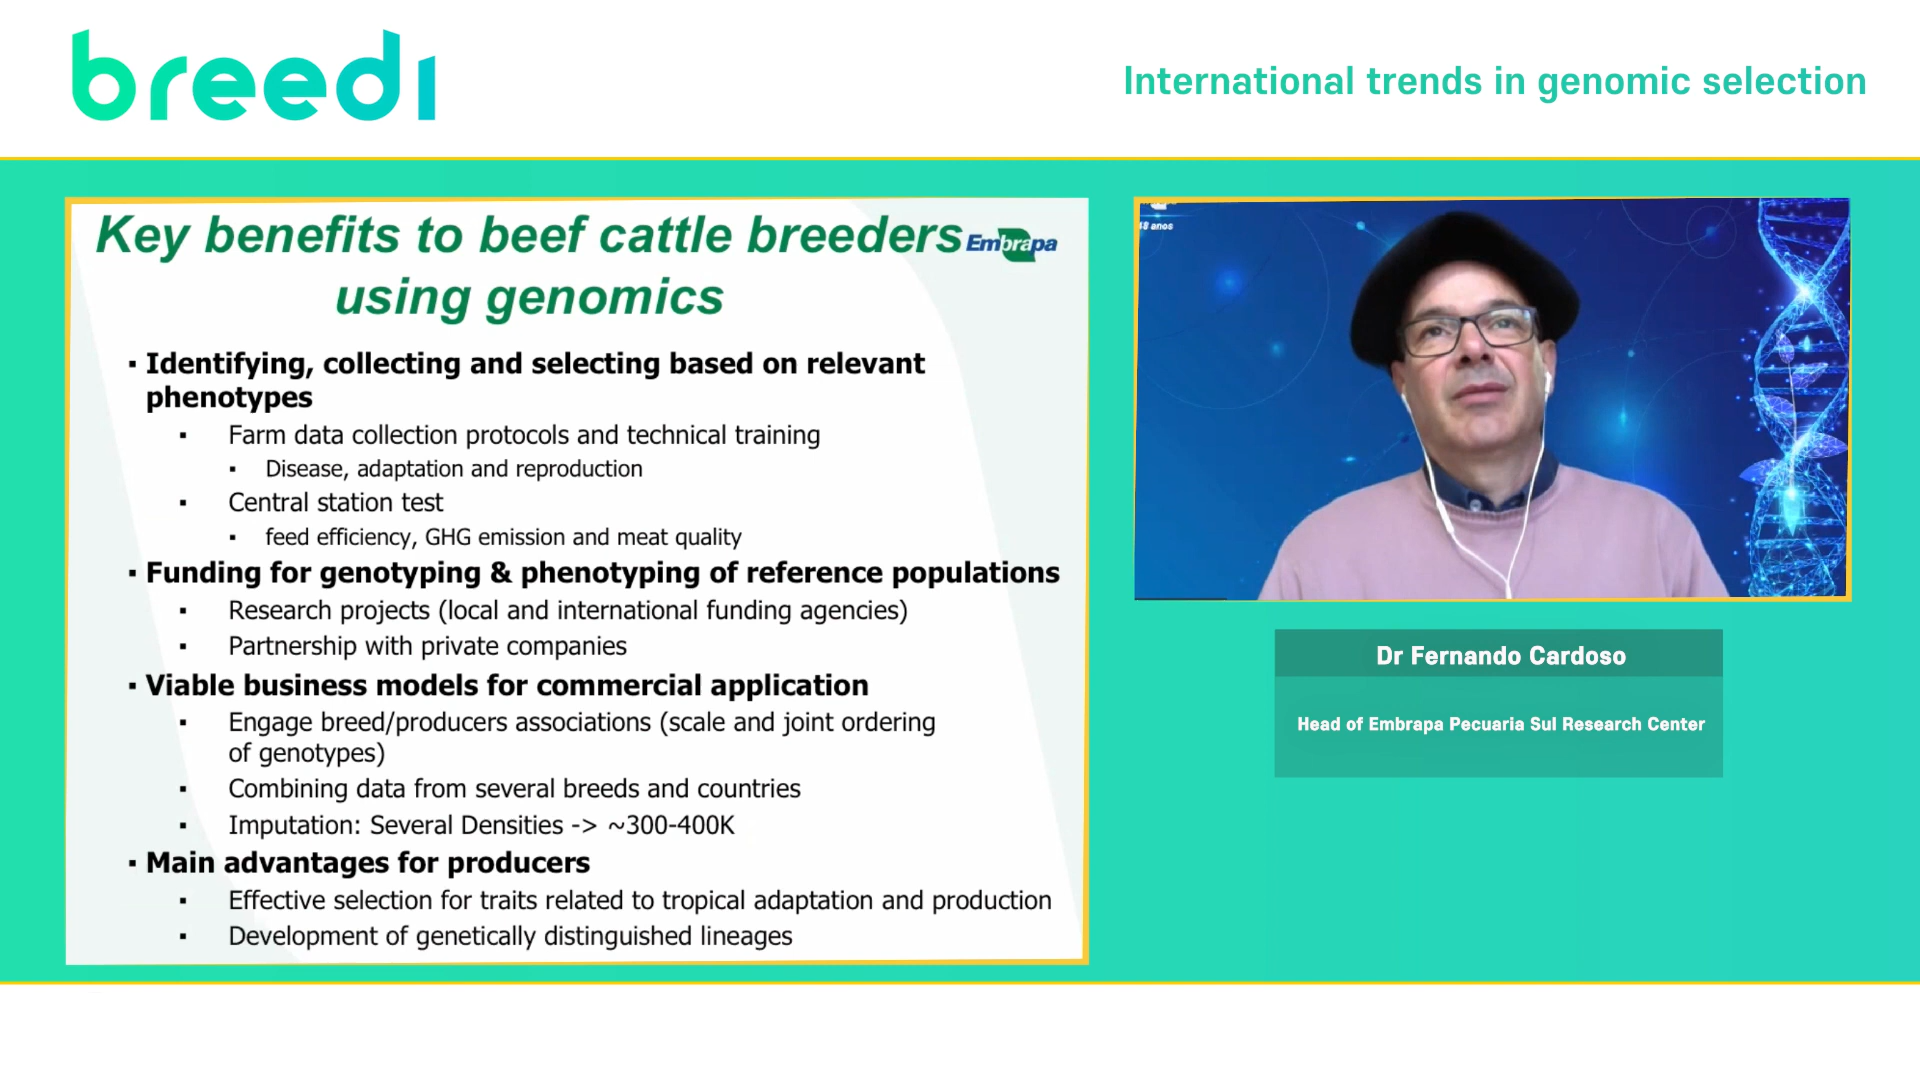 breedi
International trends in genomic selection
Key benefits to beef cattle breeders
Embrapa
using genomics
▪ Identifying, collecting and selecting based on relevant
phenotypes
▪ Farm data collection protocols and technical training
▪ Disease, adaptation and reproduction
▪ Central station test
▪ feed efficiency, GHG emission and meat quality
▪ Funding for genotyping & phenotyping of reference populations
▪ Research projects (local and international funding agencies)
▪ Partnership with private companies
▪ Viable business models for commercial application
▪ Engage breed/producers associations (scale and joint ordering
of genotypes)
▪ Combining data from several breeds and countries
▪ Imputation: Several Densities -> ~300-400K
▪ Main advantages for producers
▪ Effective selection for traits related to tropical adaptation and production
▪ Development of genetically distinguished lineages
anos
Dr Fernando Cardoso
Head of Embrapa Pecuaria Sul Research Center